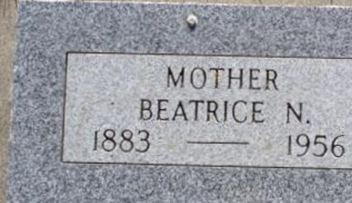 MOTHER
BEATRICE N.
1883 — 1956